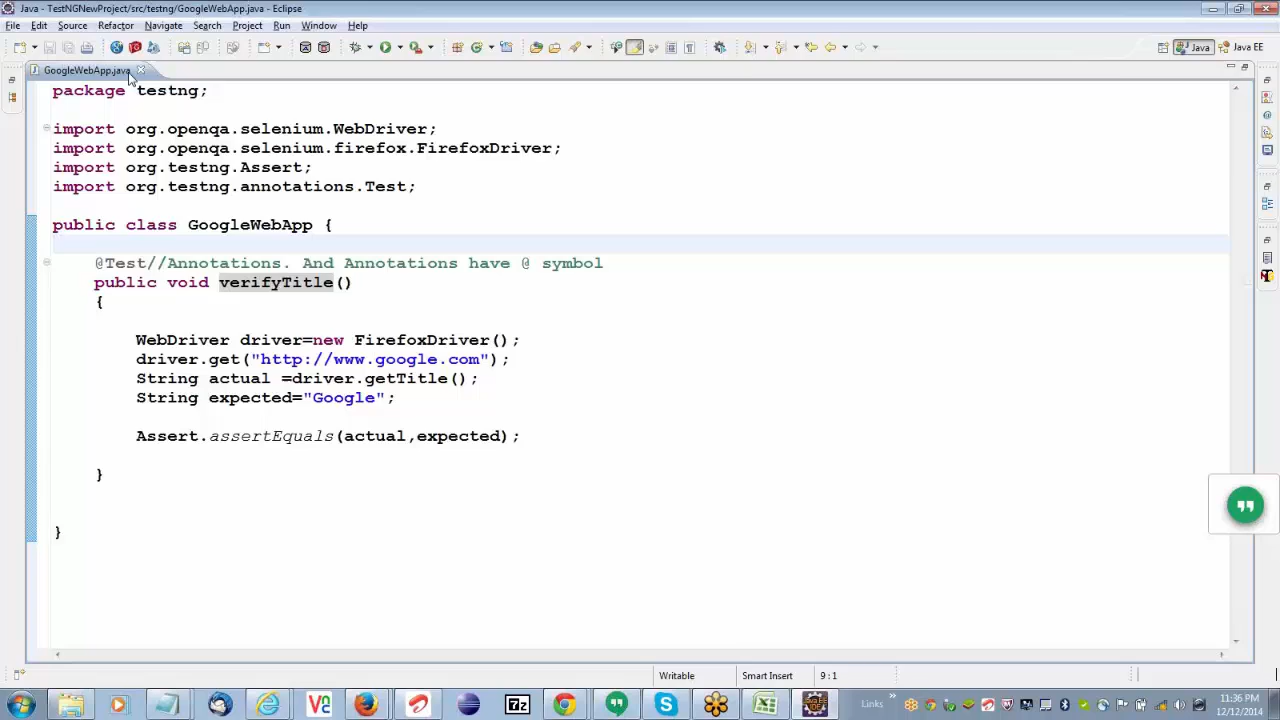 Java - TestNGNewProject/src/testng/GoogleWebApp.java - Eclipse
File Edit Source Refactor Navigate Search Project Run Window Help
Java Java EE
GoogleWebApp.java
package testng;
import org.openqa.selenium.WebDriver;
import org.openqa.selenium.firefox.FirefoxDriver;
import org.testng.Assert;
import org.testng.annotations.Test;
public class GoogleWebApp {
@Test//Annotations. And Annotations have @ symbol
public void verifyTitle()
{
WebDriver driver=new FirefoxDriver();
driver.get("http://www.google.com");
String actual =driver.getTitle();
String expected="Google";
Assert.assertEquals(actual,expected);
}
}
Writable Smart Insert 9 : 1
Links
11:36 PM
12/12/2014